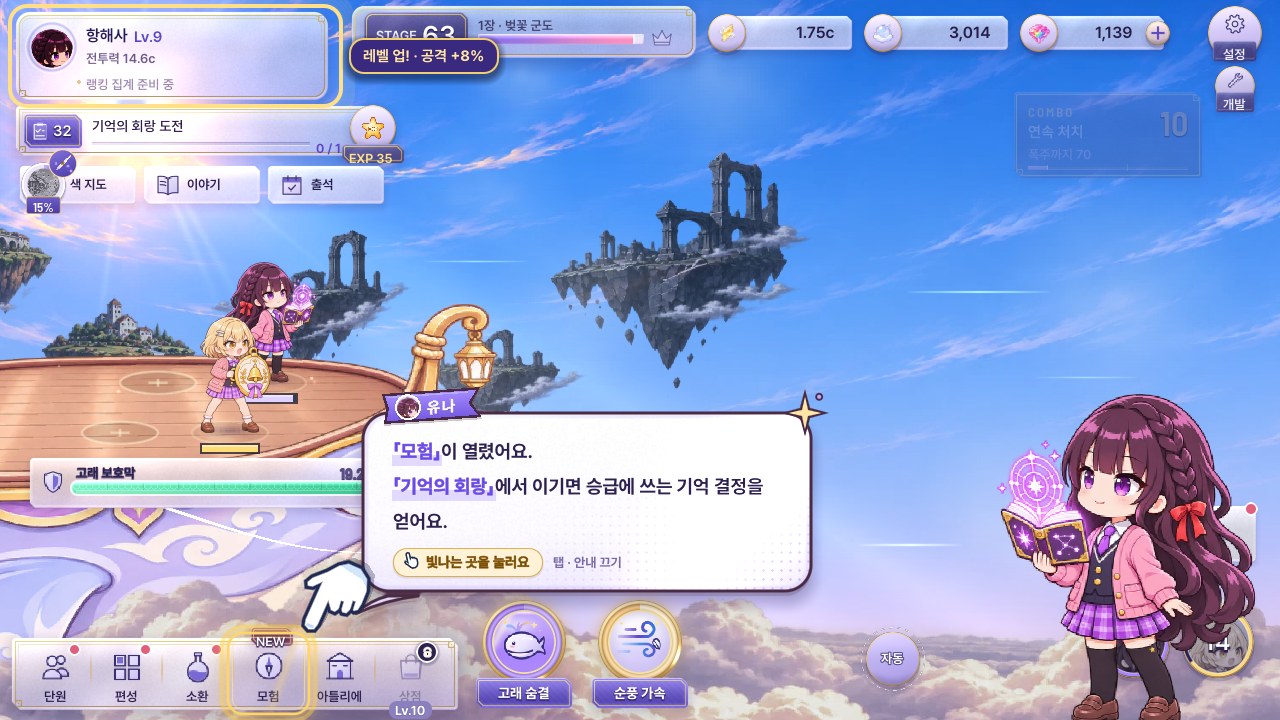 항해사 Lv.9
전투력 14.6c
랭킹 집계 준비 중
STAGE 63
1장 · 벚꽃 군도
레벨 업! · 공격 +8%
1.75c
3,014
1,139
설정
개발
32
기억의 회랑 도전
0 / 1
EXP 35
색 지도
15%
이야기
출석
COMBO
연속 처치
10
폭주까지 70
유나
「모험」이 열렸어요.
「기억의 회랑」에서 이기면 승급에 쓰는 기억 결정을
얻어요.
빛나는 곳을 눌러요
탭 · 안내 끄기
고래 보호막
19.2
NEW
단원
편성
소환
모험
아틀리에
상점
Lv.10
고래 숨결
순풍 가속
자동